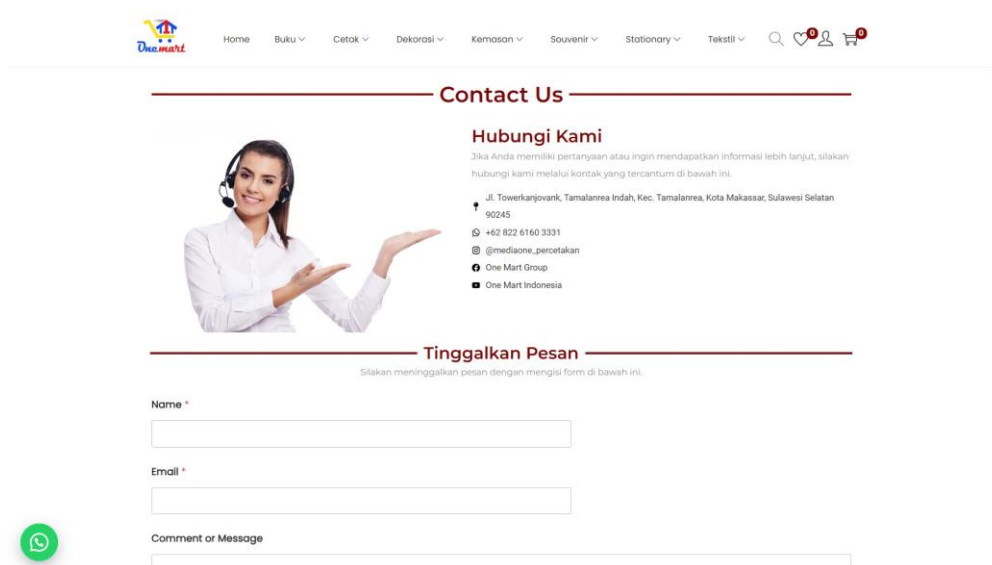 Onemart
Home Buku Cetak Dekorasi Kemasan Souvenir Stationary Tekstil 0 0
Contact Us
Hubungi Kami
Jika Anda memiliki pertanyaan atau ingin mendapatkan informasi lebih lanjut, silakan
hubungi kami melalui kontak yang tercantum di bawah ini.
Jl. Towerkanjovank, Tamalanrea Indah, Kec. Tamalanrea, Kota Makassar, Sulawesi Selatan
90245
+62 822 6160 3331
@mediaone_percetakan
One Mart Group
One Mart Indonesia
Tinggalkan Pesan
Silakan meninggalkan pesan dengan mengisi form di bawah ini.
Name *
Email *
Comment or Message